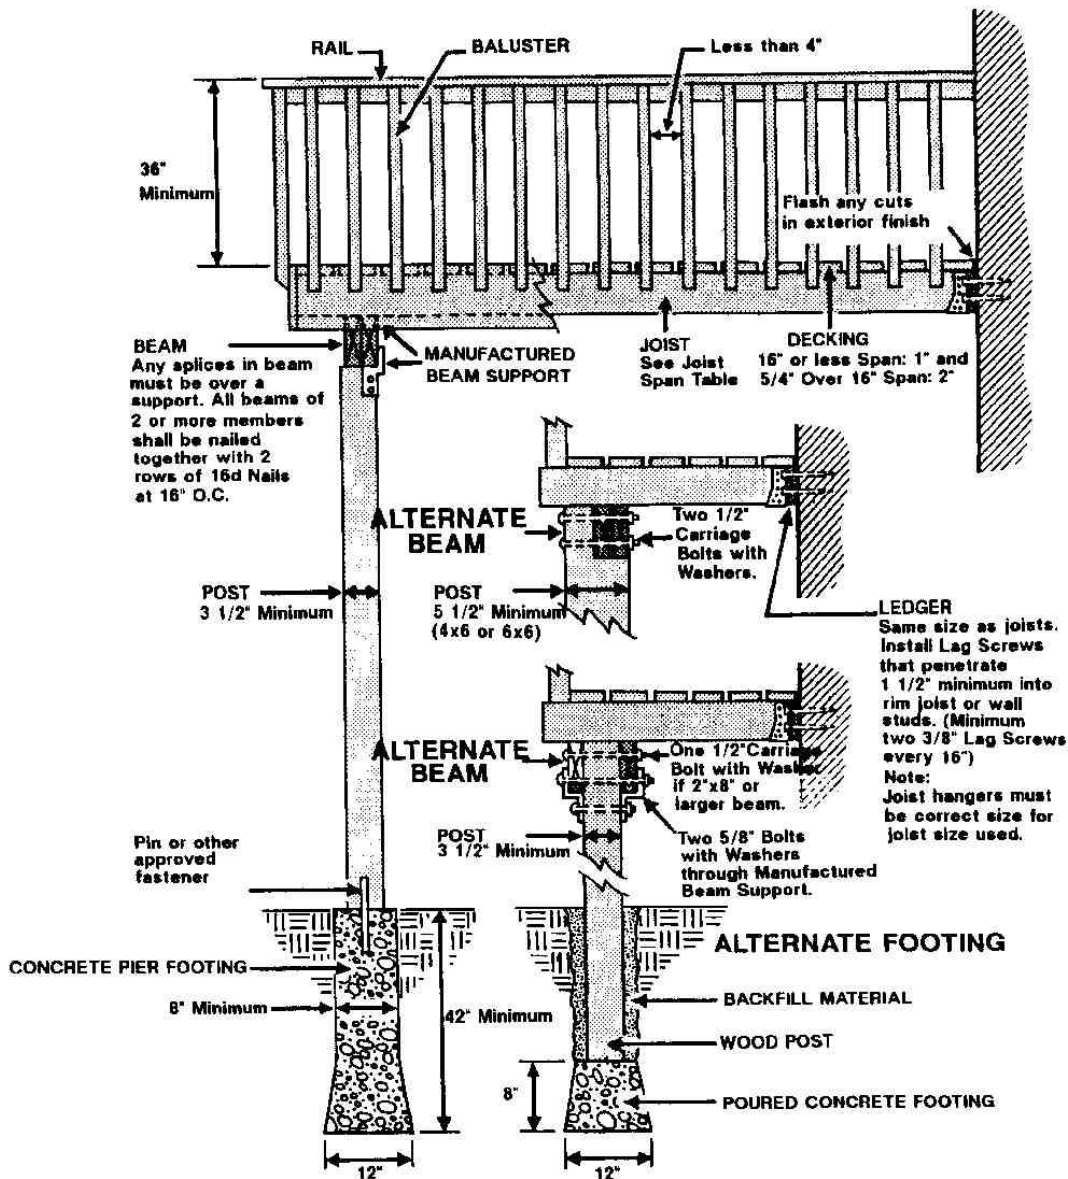 RAIL
BALUSTER
Less than 4"
36"
Minimum
Flash any cuts
in exterior finish
BEAM
Any splices in beam
must be over a
support. All beams of
2 or more members
shall be nailed
together with 2
rows of 16d Nails
at 16" O.C.
MANUFACTURED
BEAM SUPPORT
JOIST
See Joist
Span Table
DECKING
16" or less Span: 1" and
5/4" Over 16" Span: 2"
ALTERNATE
BEAM
Two 1/2"
Carriage
Bolts with
Washers.
POST
3 1/2" Minimum
POST
5 1/2" Minimum
(4x6 or 6x6)
LEDGER
Same size as joists.
Install Lag Screws
that penetrate
1 1/2" minimum into
rim joist or wall
studs. (Minimum
two 3/8" Lag Screws
every 16")
Note:
Joist hangers must
be correct size for
joist size used.
ALTERNATE
BEAM
One 1/2" Carriage
Bolt with Washer
if 2"x8" or
larger beam.
POST
3 1/2" Minimum
Two 5/8" Bolts
with Washers
through Manufactured
Beam Support.
Pin or other
approved
fastener
CONCRETE PIER FOOTING
8" Minimum
42" Minimum
12"
ALTERNATE FOOTING
BACKFILL MATERIAL
WOOD POST
8"
POURED CONCRETE FOOTING
12"